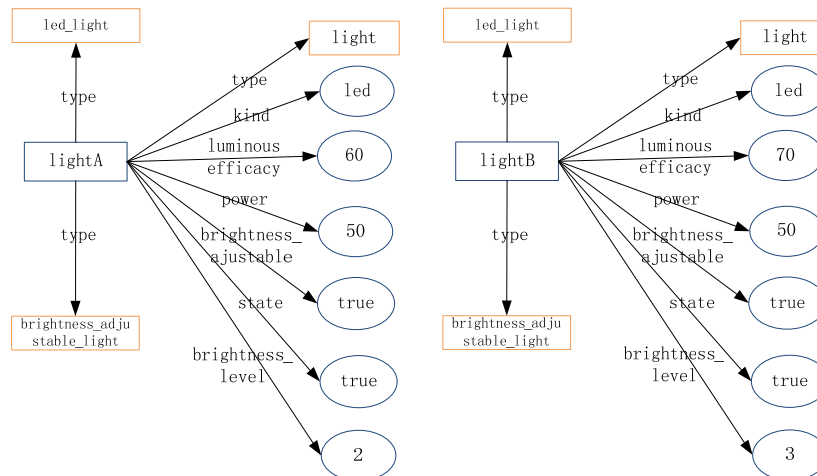 led_light
light
type
type
kind
led
lightA
luminous
efficacy
60
power
50
type
brightness_
ajustable
true
state
brightness_adju
stable_light
brightness_
level
true
2
led_light
light
type
type
kind
led
lightB
luminous
efficacy
70
power
50
type
brightness_
ajustable
true
state
brightness_adju
stable_light
brightness_
level
true
3